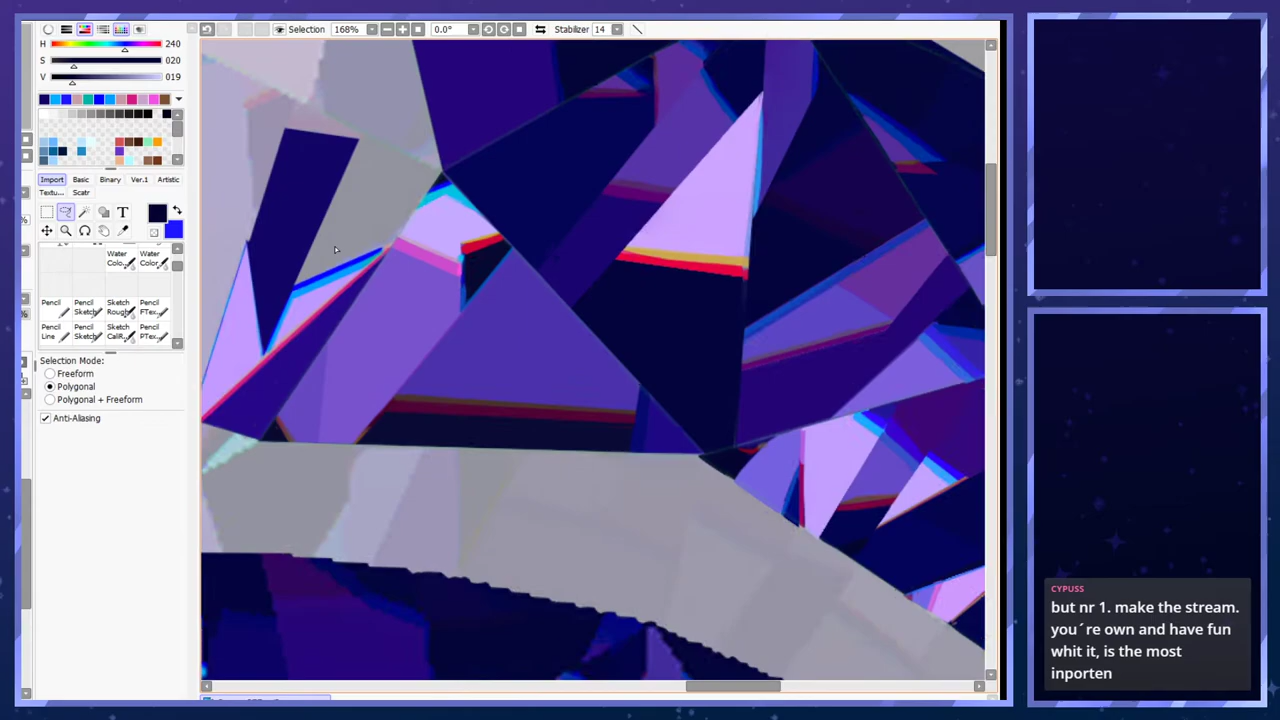 Selection 168% 0.0° Stabilizer 14
H 240
S 020
V 019
Import Basic Binary Ver.1 Artistic
Textu... Scatr
T
Water Colo... Water Color
Pencil Pencil Sketch Sketch Rough Pencil FTex
Pencil Line Pencil Sketch Sketch CaliR... Pencil PTex
Selection Mode:
Freeform
Polygonal
Polygonal + Freeform
Anti-Aliasing
CYPUSS
but nr 1. make the stream.
you´re own and have fun
whit it, is the most
inporten